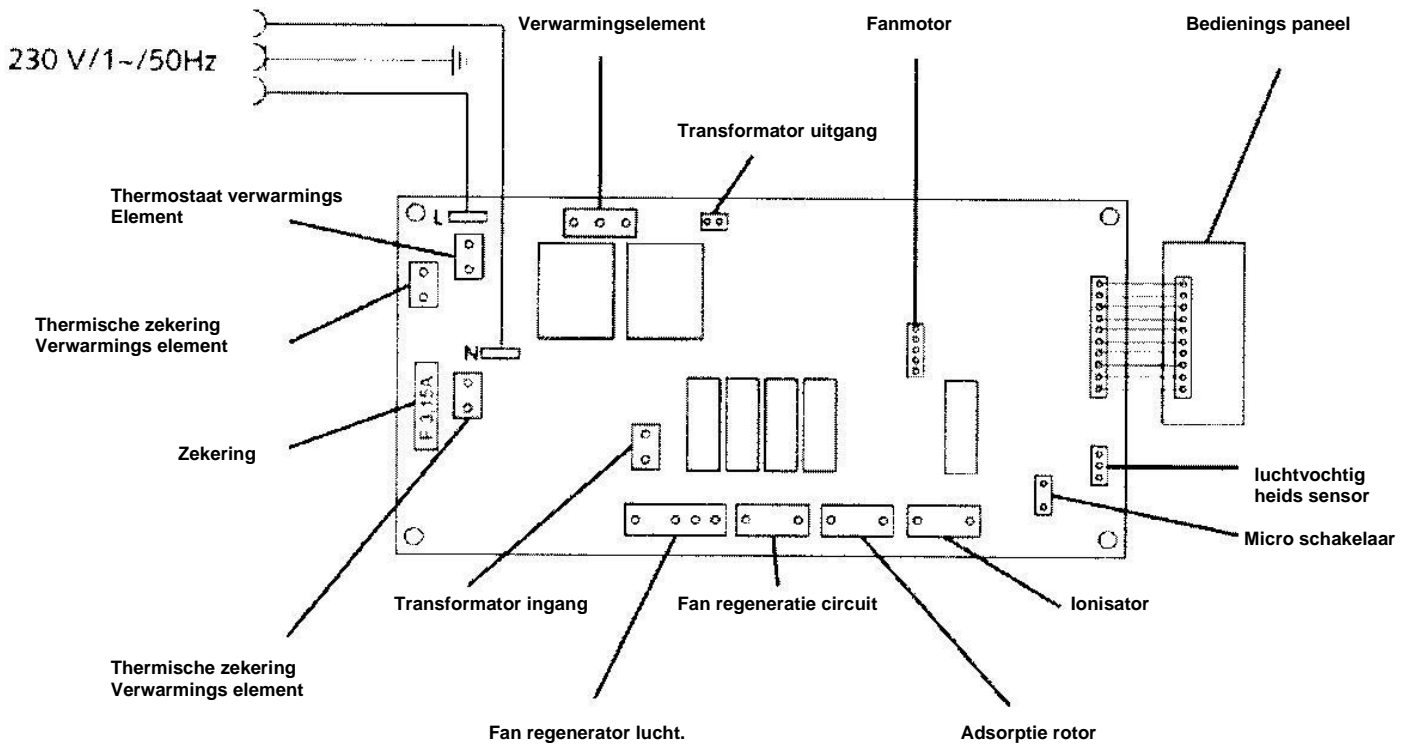 Verwarmingselement
Fanmotor
Bedienings paneel
230 V/1~/50Hz
Transformator uitgang
Thermostaat verwarmings
Element
L
Thermische zekering
Verwarmings element
N
F 3,15A
Zekering
luchtvochtig
heids sensor
Micro schakelaar
Transformator ingang
Fan regeneratie circuit
Ionisator
Thermische zekering
Verwarmings element
Fan regenerator lucht.
Adsorptie rotor